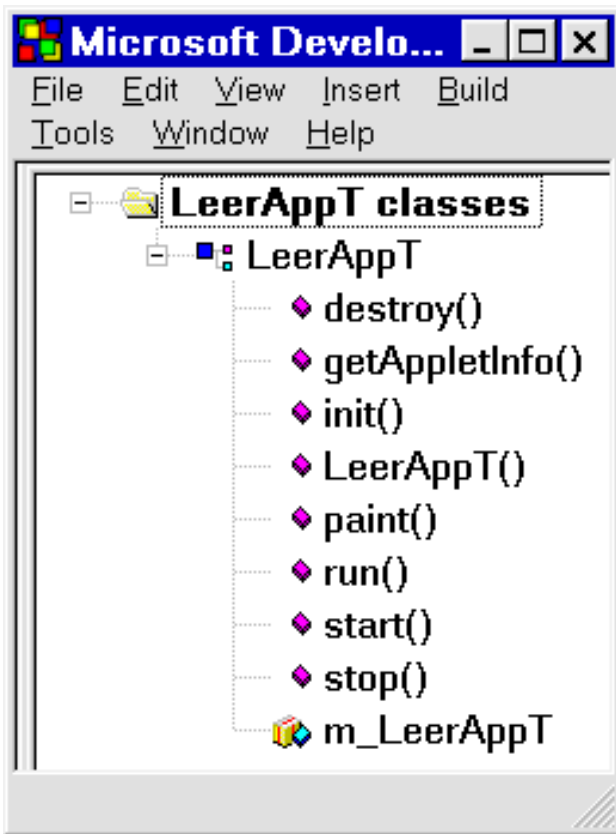 Microsoft Develo...
File Edit View Insert Build
Tools Window Help
LeerAppT classes
LeerAppT
destroy()
getAppletInfo()
init()
LeerAppT()
paint()
run()
start()
stop()
m_LeerAppT